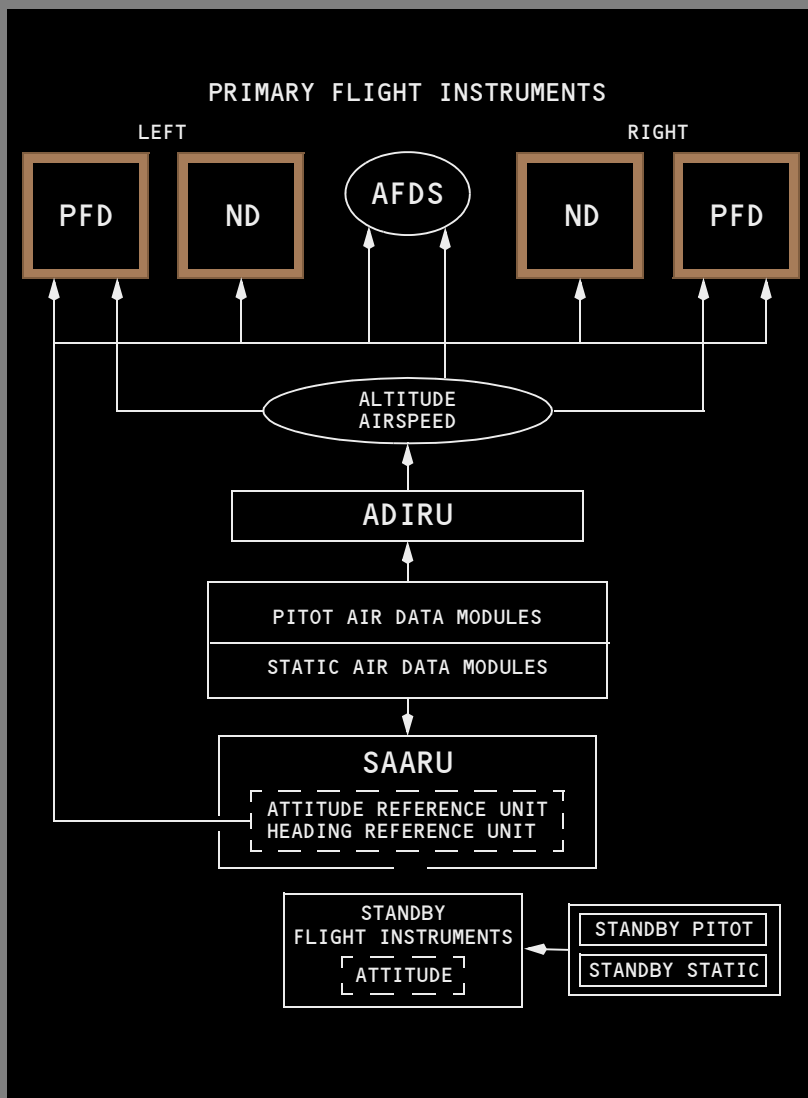 PRIMARY FLIGHT INSTRUMENTS
LEFT
RIGHT
PFD
ND
AFDS
ND
PFD
ALTITUDE
AIRSPEED
ADIRU
PITOT AIR DATA MODULES
STATIC AIR DATA MODULES
SAARU
ATTITUDE REFERENCE UNIT
HEADING REFERENCE UNIT
STANDBY
FLIGHT INSTRUMENTS
ATTITUDE
STANDBY PITOT
STANDBY STATIC